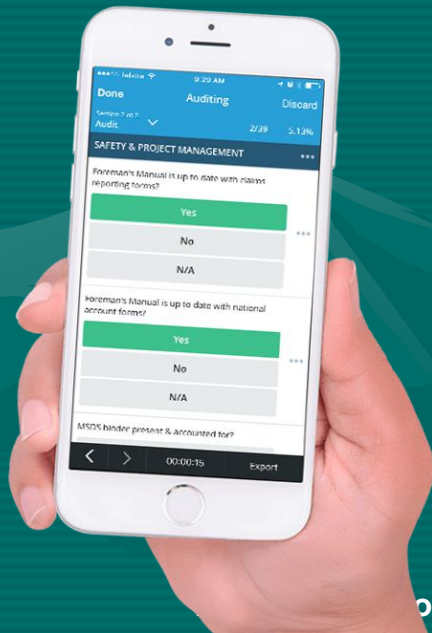 9:20 AM
Done
Auditing
Discard
Section 2 of 2
Audit
2/39
5.13%
SAFETY & PROJECT MANAGEMENT
Foreman's Manual is up to date with claims
reporting forms?
Yes
No
N/A
Foreman's Manual is up to date with national
account forms?
Yes
No
N/A
MSDS binder present & accounted for?
00:00:15
Export